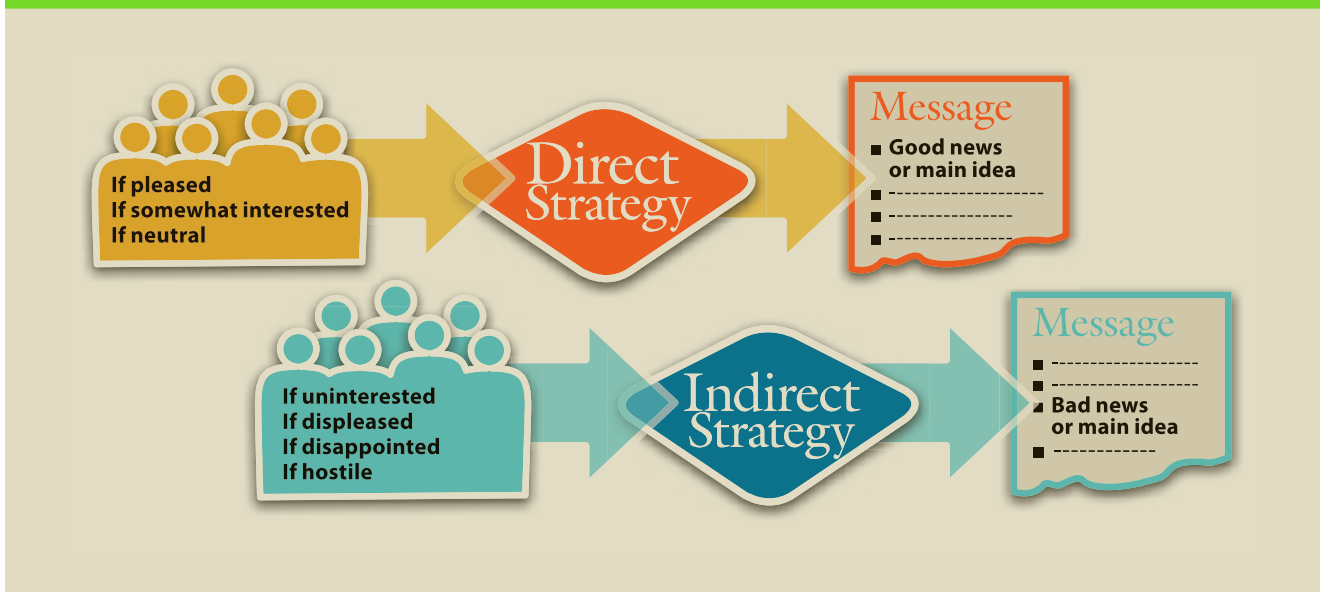 If pleased
If somewhat interested
If neutral
Direct
Strategy
Message
Good news
or main idea
If uninterested
If displeased
If disappointed
If hostile
Indirect
Strategy
Message
Bad news
or main idea